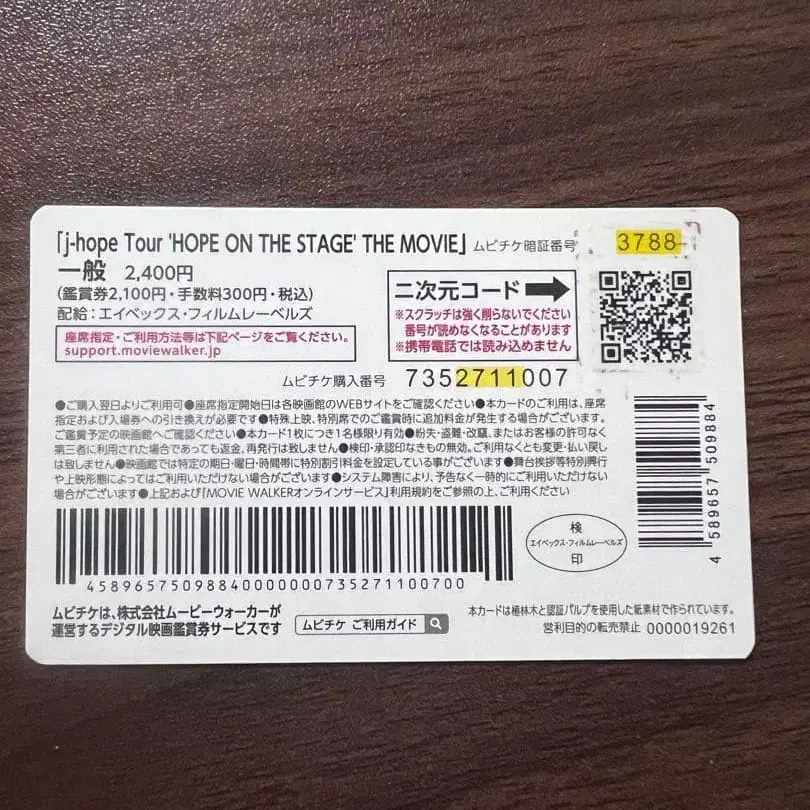 「j-hope Tour 'HOPE ON THE STAGE' THE MOVIE」 ムビチケ暗証番号 3788
一般 2,400円
(鑑賞券2,100円・手数料300円・税込)
配給：エイベックス・フィルムレーベルズ
座席指定・ご利用方法等は下記ページをご覧ください。
support.moviewalker.jp
二次元コード
※スクラッチは強く削らないでください
番号が読めなくなることがあります
※携帯電話では読み込めません
ムビチケ購入番号 7352711007
●ご購入翌日よりご利用可●座席指定開始日は各映画館のWEBサイトをご確認ください●本カードのご利用は、座席
指定および入場券への引き換えが必要です●特殊上映、特別席でのご鑑賞時に追加料金が発生する場合がございます。
ご鑑賞予定の映画館へご確認ください●本カード1枚につき1名様限り有効●紛失・盗難・改竄、またはお客様の許可なく
第三者に利用された場合であっても返金、再発行は致しません●検印・承認印なきもの無効。ご利用なくとも変更・払い戻し
は致しません●映画館では特定の期日・曜日・時間帯に特別割引料金を設定している事がございます●舞台挨拶等特別興行
や上映形態によってはご利用いただけない場合がございます●システム障害により、予告なく一時的にご利用いただけない
場合がございます●上記および「MOVIE WALKERオンラインサービス」利用規約をご参照の上、ご利用ください
4589657509884000000073527110​0700
4 589657 509884
検
エイベックス・フィルムレーベルズ
印
ムビチケは、株式会社ムービーウォーカーが
運営するデジタル映画鑑賞券サービスです
ムビチケ ご利用ガイド
本カードは植林木と認証パルプを使用した紙素材で作られています。
営利目的の転売禁止 0000019261